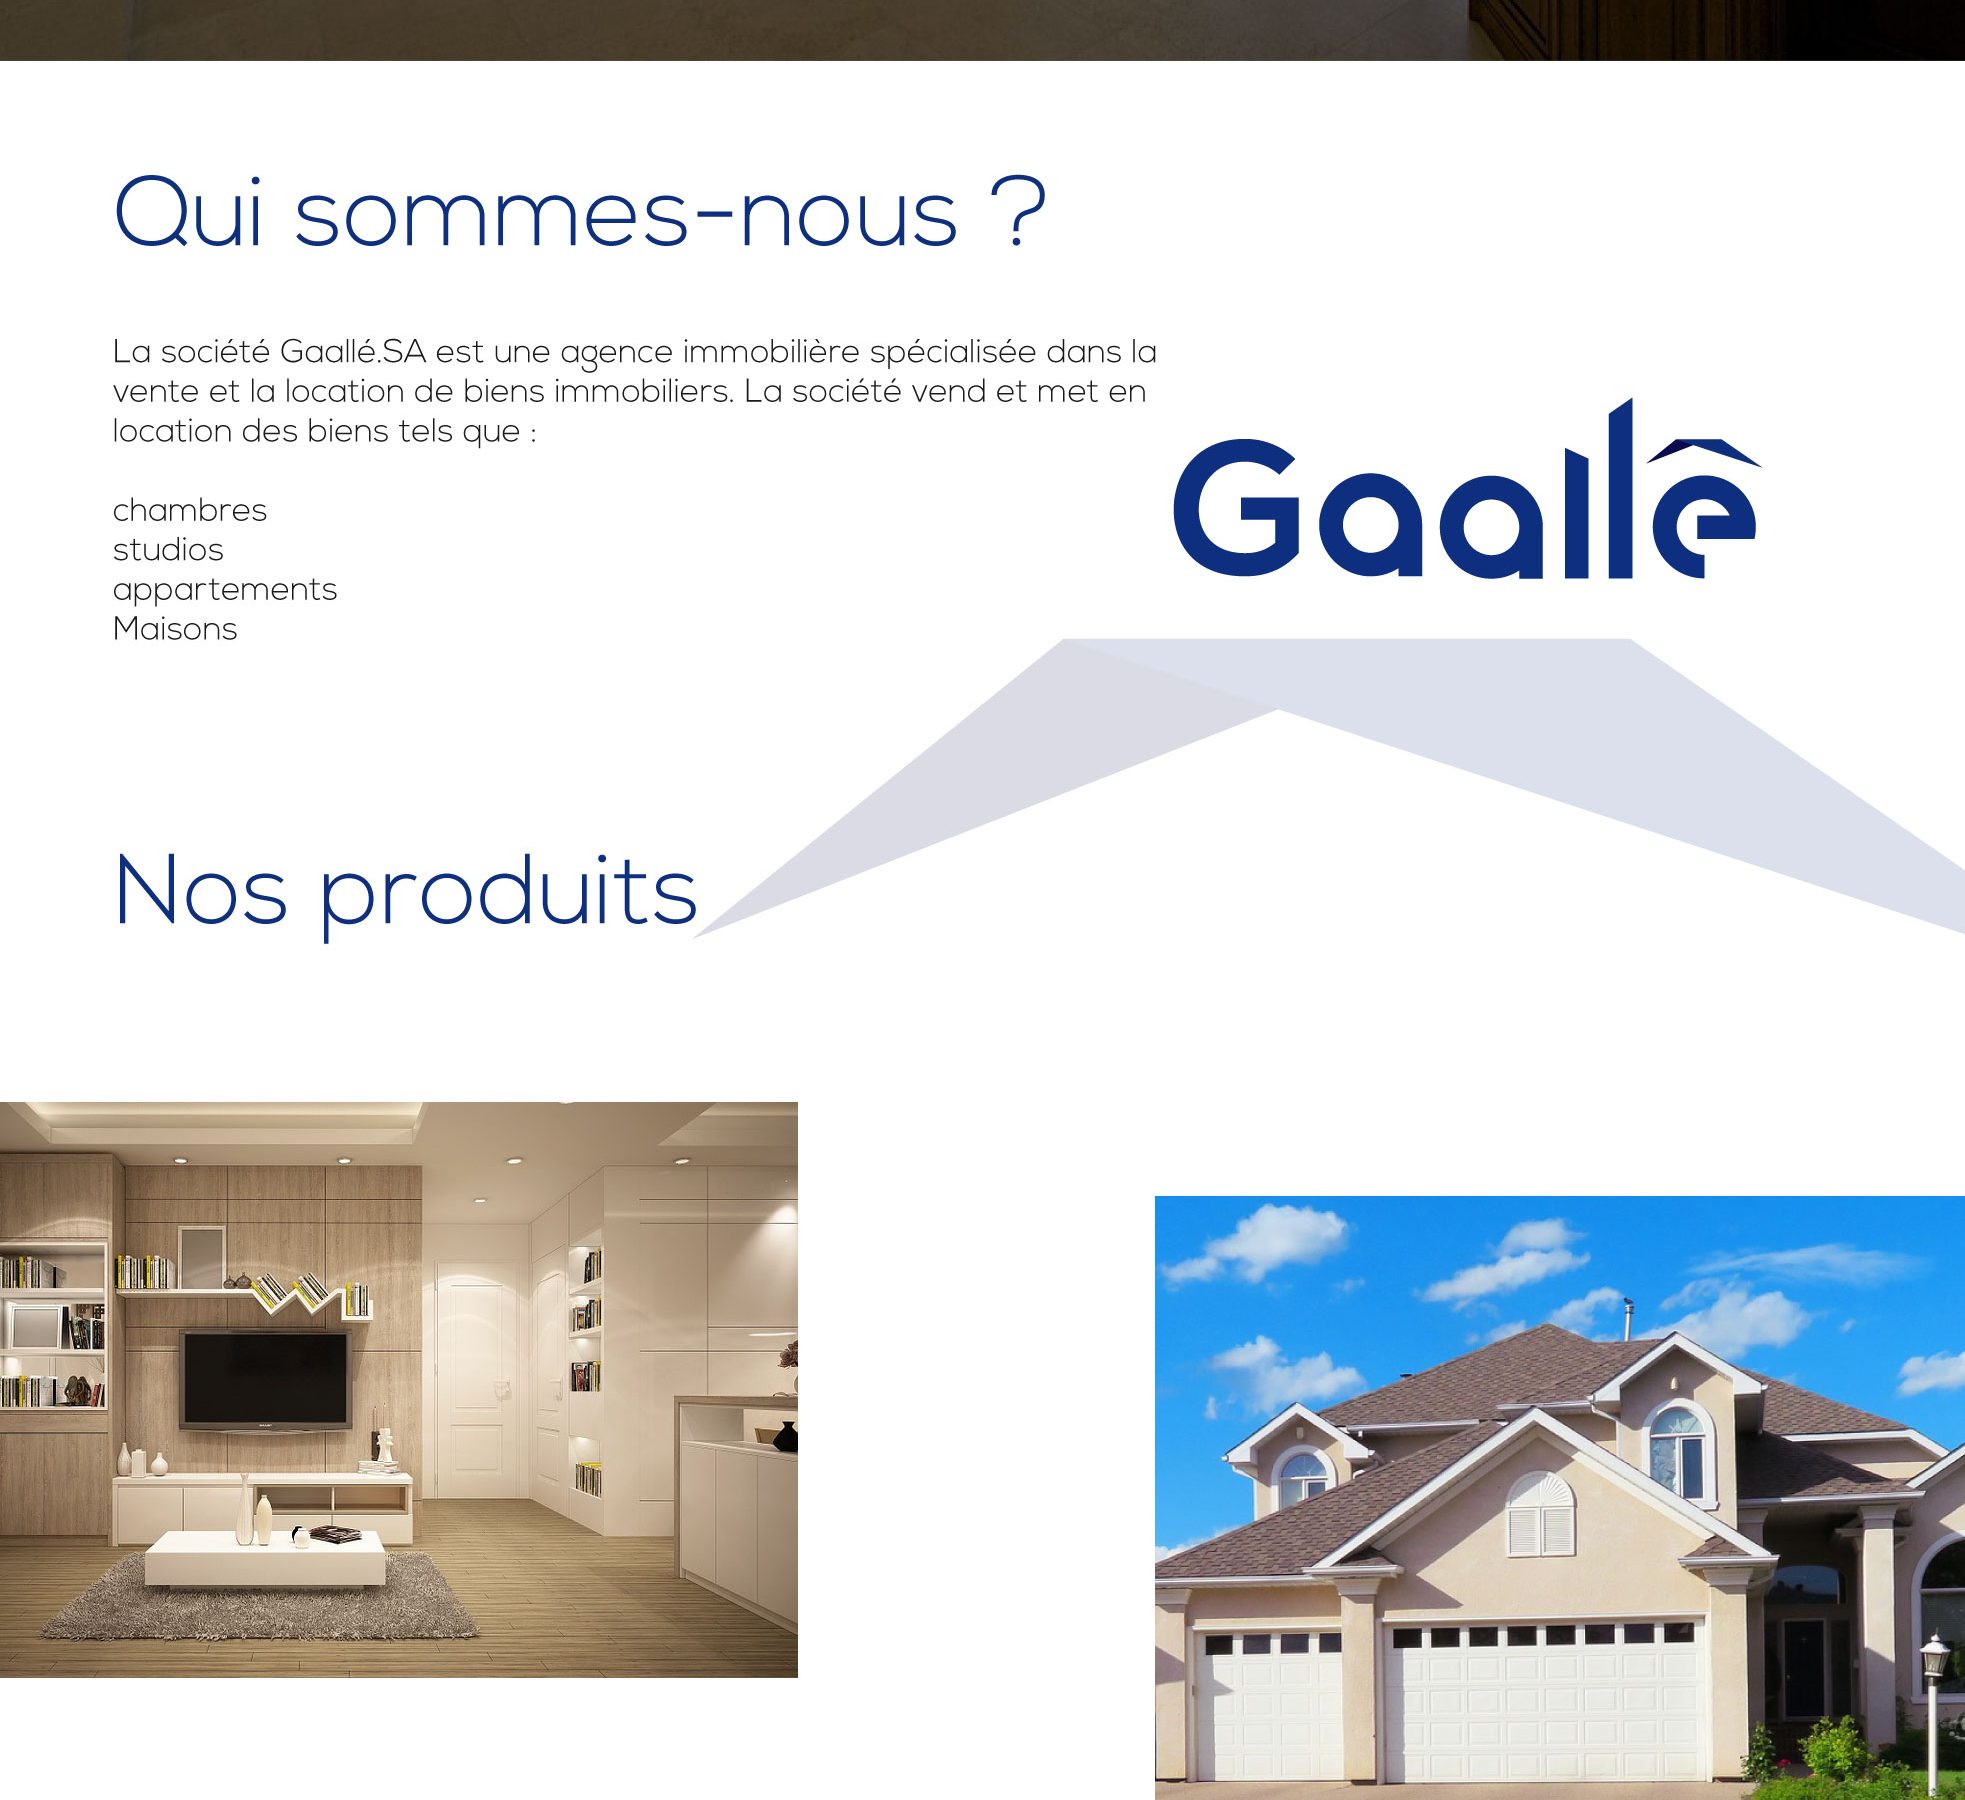 Qui sommes-nous ?
La société Gaallé.SA est une agence immobilière spécialisée dans la
vente et la location de biens immobiliers. La société vend et met en
location des biens tels que :
chambres
studios
appartements
Maisons
Gaallê
Nos produits